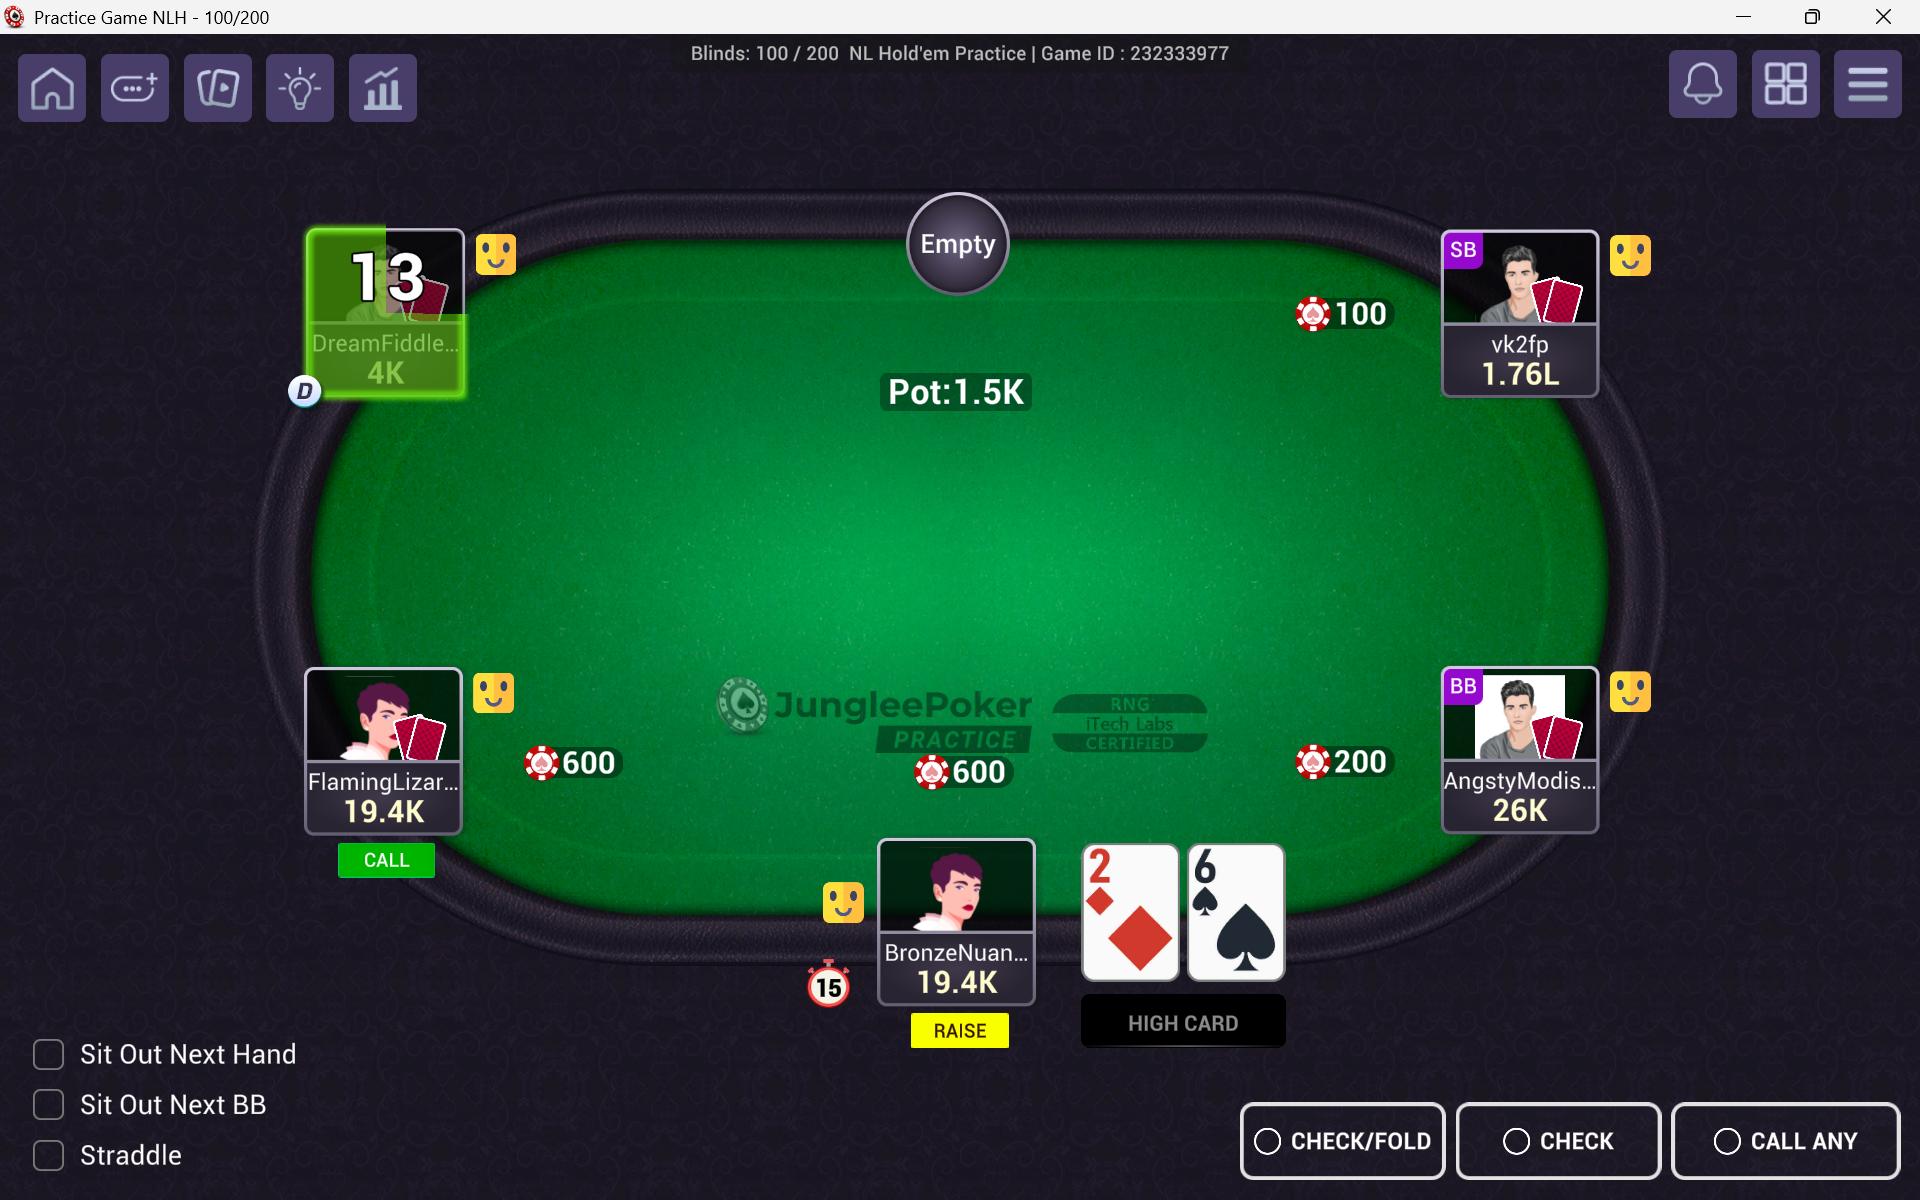 Practice Game NLH - 100/200
Blinds: 100 / 200 NL Hold'em Practice | Game ID : 232333977
Empty
13
DreamFiddle...
4K
D
SB
vk2fp
1.76L
100
Pot:1.5K
FlamingLizar...
19.4K
CALL
600
JungleePoker
PRACTICE
RNG
iTech Labs
CERTIFIED
600
200
BB
AngstyModis...
26K
BronzeNuan...
19.4K
15
RAISE
2
6
HIGH CARD
Sit Out Next Hand
Sit Out Next BB
Straddle
CHECK/FOLD
CHECK
CALL ANY